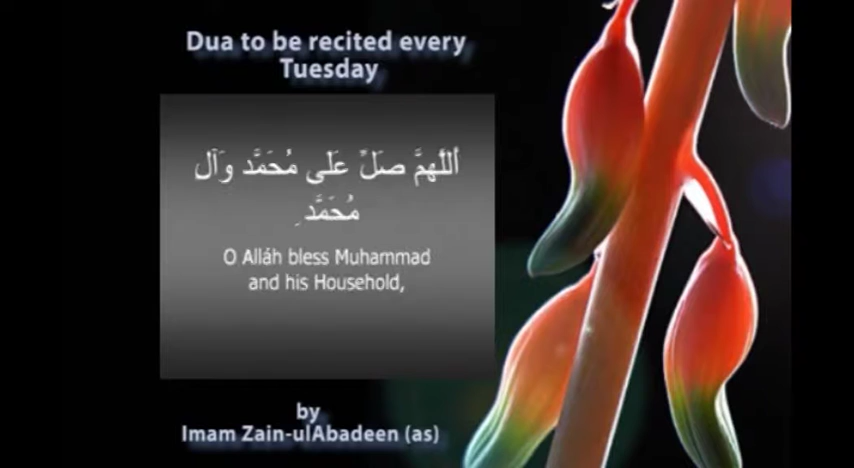 Dua to be recited every
Tuesday
أَللَّهُمَّ صَلِّ عَلَى مُحَمَّد وَآلِ
مُحَمَّدِ
O Alláh bless Muhammad
and his Household,
by
Imam Zain-ulAbadeen (as)